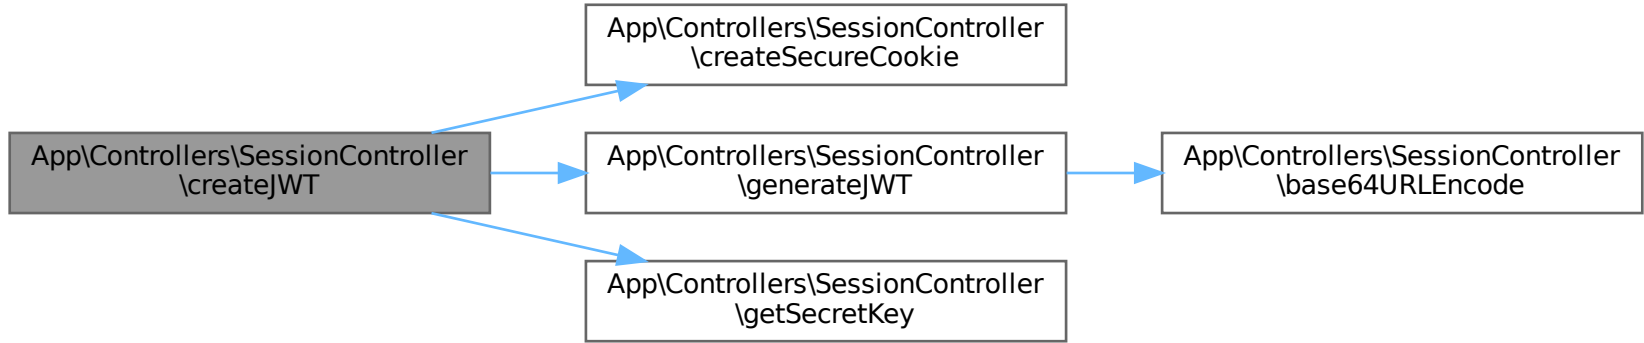 App\Controllers\SessionController
\createSecureCookie
App\Controllers\SessionController
\createJWT
App\Controllers\SessionController
\generateJWT
App\Controllers\SessionController
\base64URLEncode
App\Controllers\SessionController
\getSecretKey